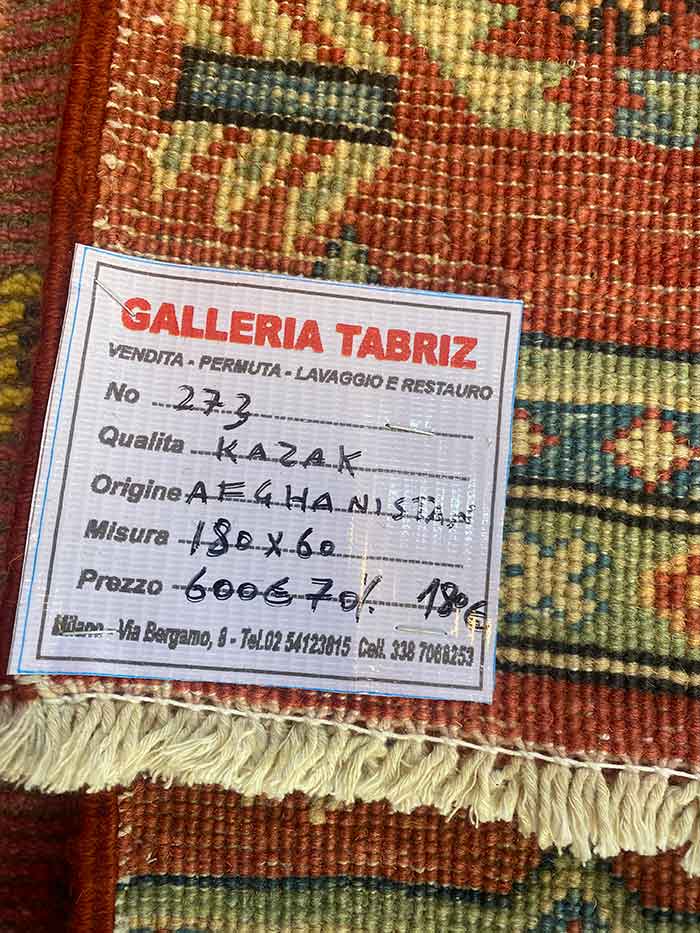 GALLERIA TABRIZ
VENDITA - PERMUTA - LAVAGGIO E RESTAURO
No 273
Qualita KAZAK
Origine AFGHANISTAN
Misura 180 x 60
Prezzo 600€ 70% 180€
Milano - Via Bergamo, 8 - Tel.02 54123815 Cell. 338 7068253